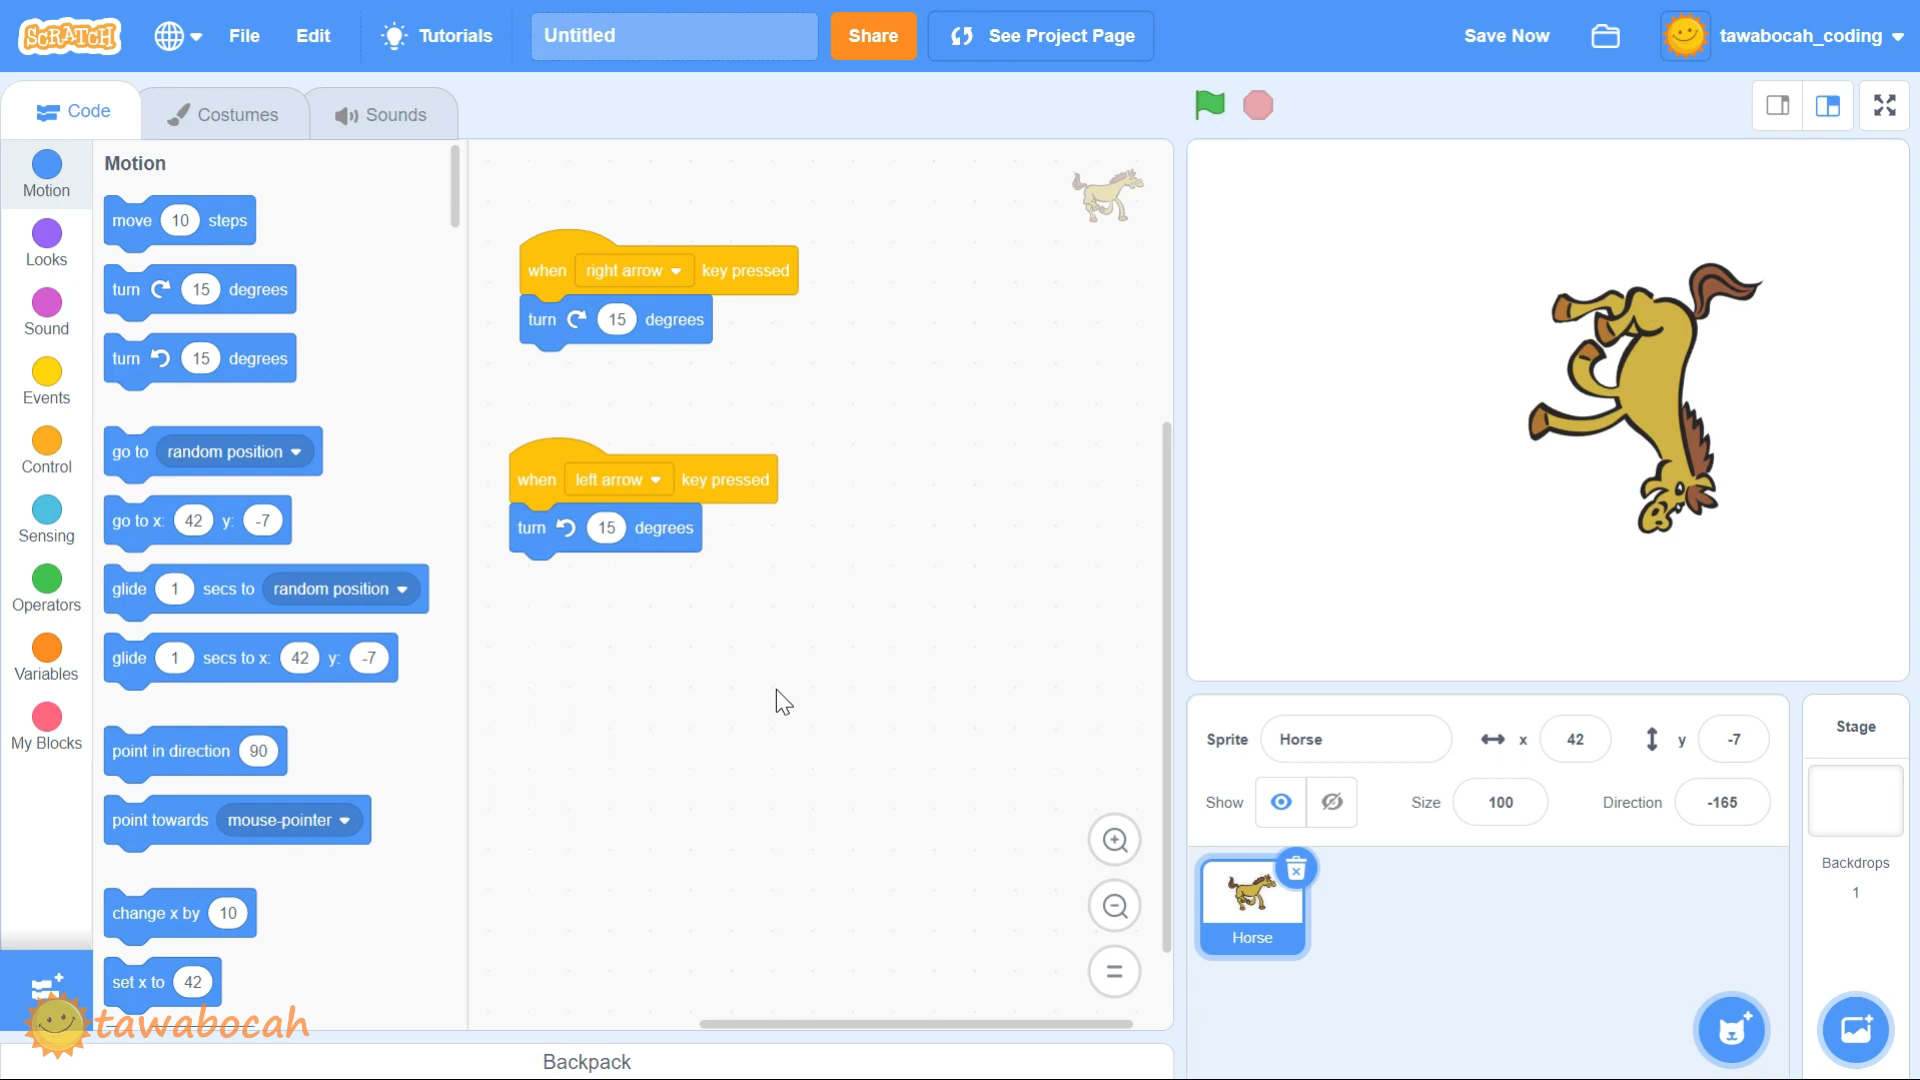 SCRATCH File Edit Tutorials Untitled Share See Project Page Save Now tawabocah_coding
Code Costumes Sounds
Motion
Looks
Sound
Events
Control
Sensing
Operators
Variables
My Blocks
Motion
move 10 steps
turn 15 degrees
turn 15 degrees
go to random position
go to x: 42 y: -7
glide 1 secs to random position
glide 1 secs to x: 42 y: -7
point in direction 90
point towards mouse-pointer
change x by 10
set x to 42
tawabocah
when right arrow key pressed
turn 15 degrees
when left arrow key pressed
turn 15 degrees
Backpack
Sprite Horse x 42 y -7
Show Size 100 Direction -165
Horse
Stage
Backdrops
1